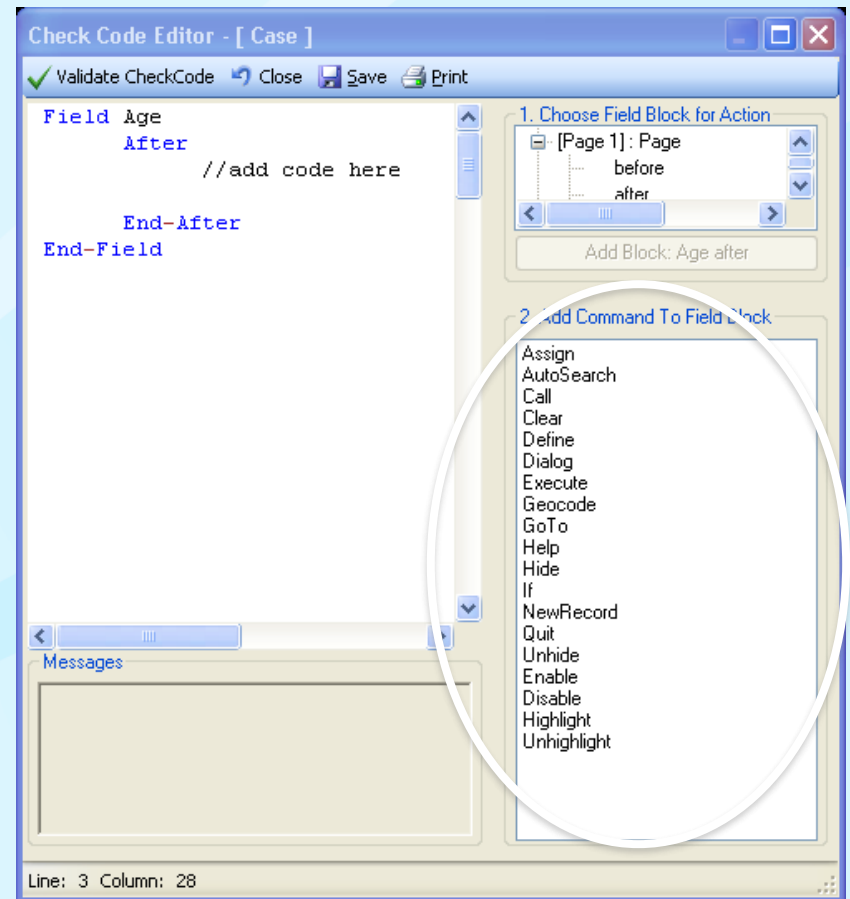 Check Code Editor - [ Case ]
Validate CheckCode Close Save Print
Field Age
After
//add code here
End-After
End-Field
1. Choose Field Block for Action
[Page 1] : Page
before
after
Add Block: Age after
2. Add Command To Field Block
Assign
AutoSearch
Call
Clear
Define
Dialog
Execute
Geocode
GoTo
Help
Hide
If
NewRecord
Quit
Unhide
Enable
Disable
Highlight
Unhighlight
Messages
Line: 3 Column: 28